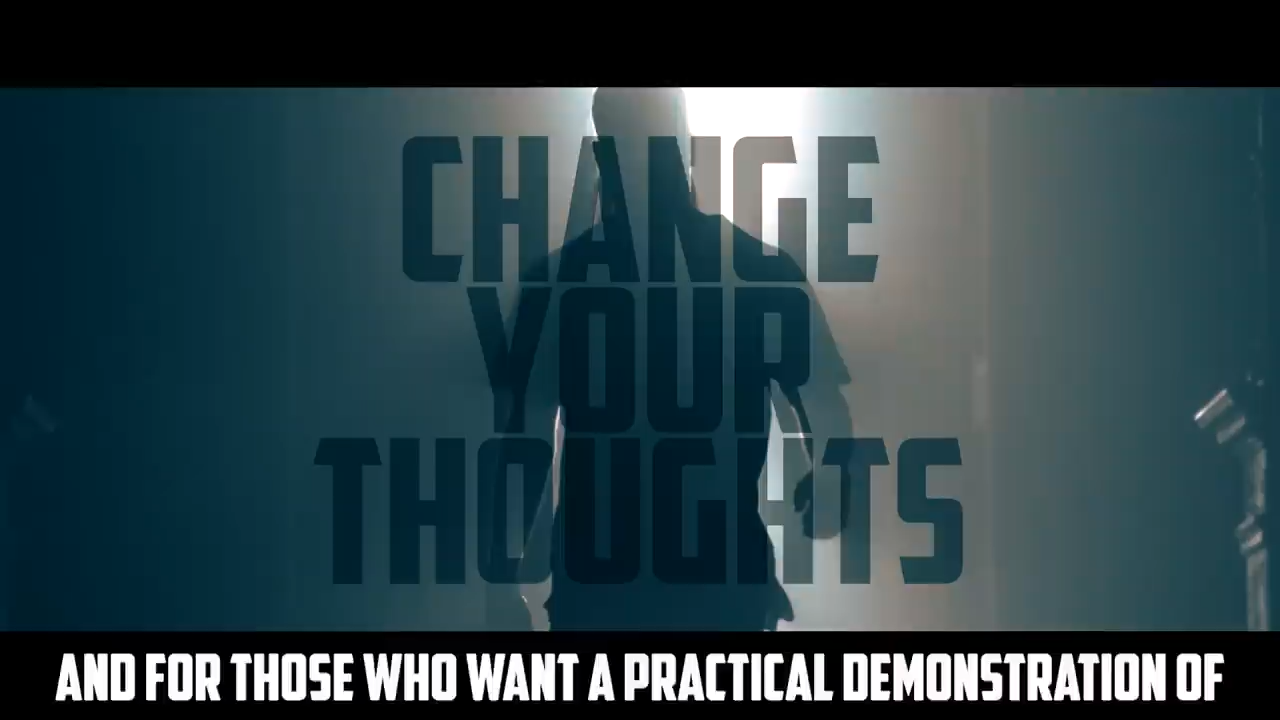 CHANGE
YOUR
THOUGHTS
AND FOR THOSE WHO WANT A PRACTICAL DEMONSTRATION OF